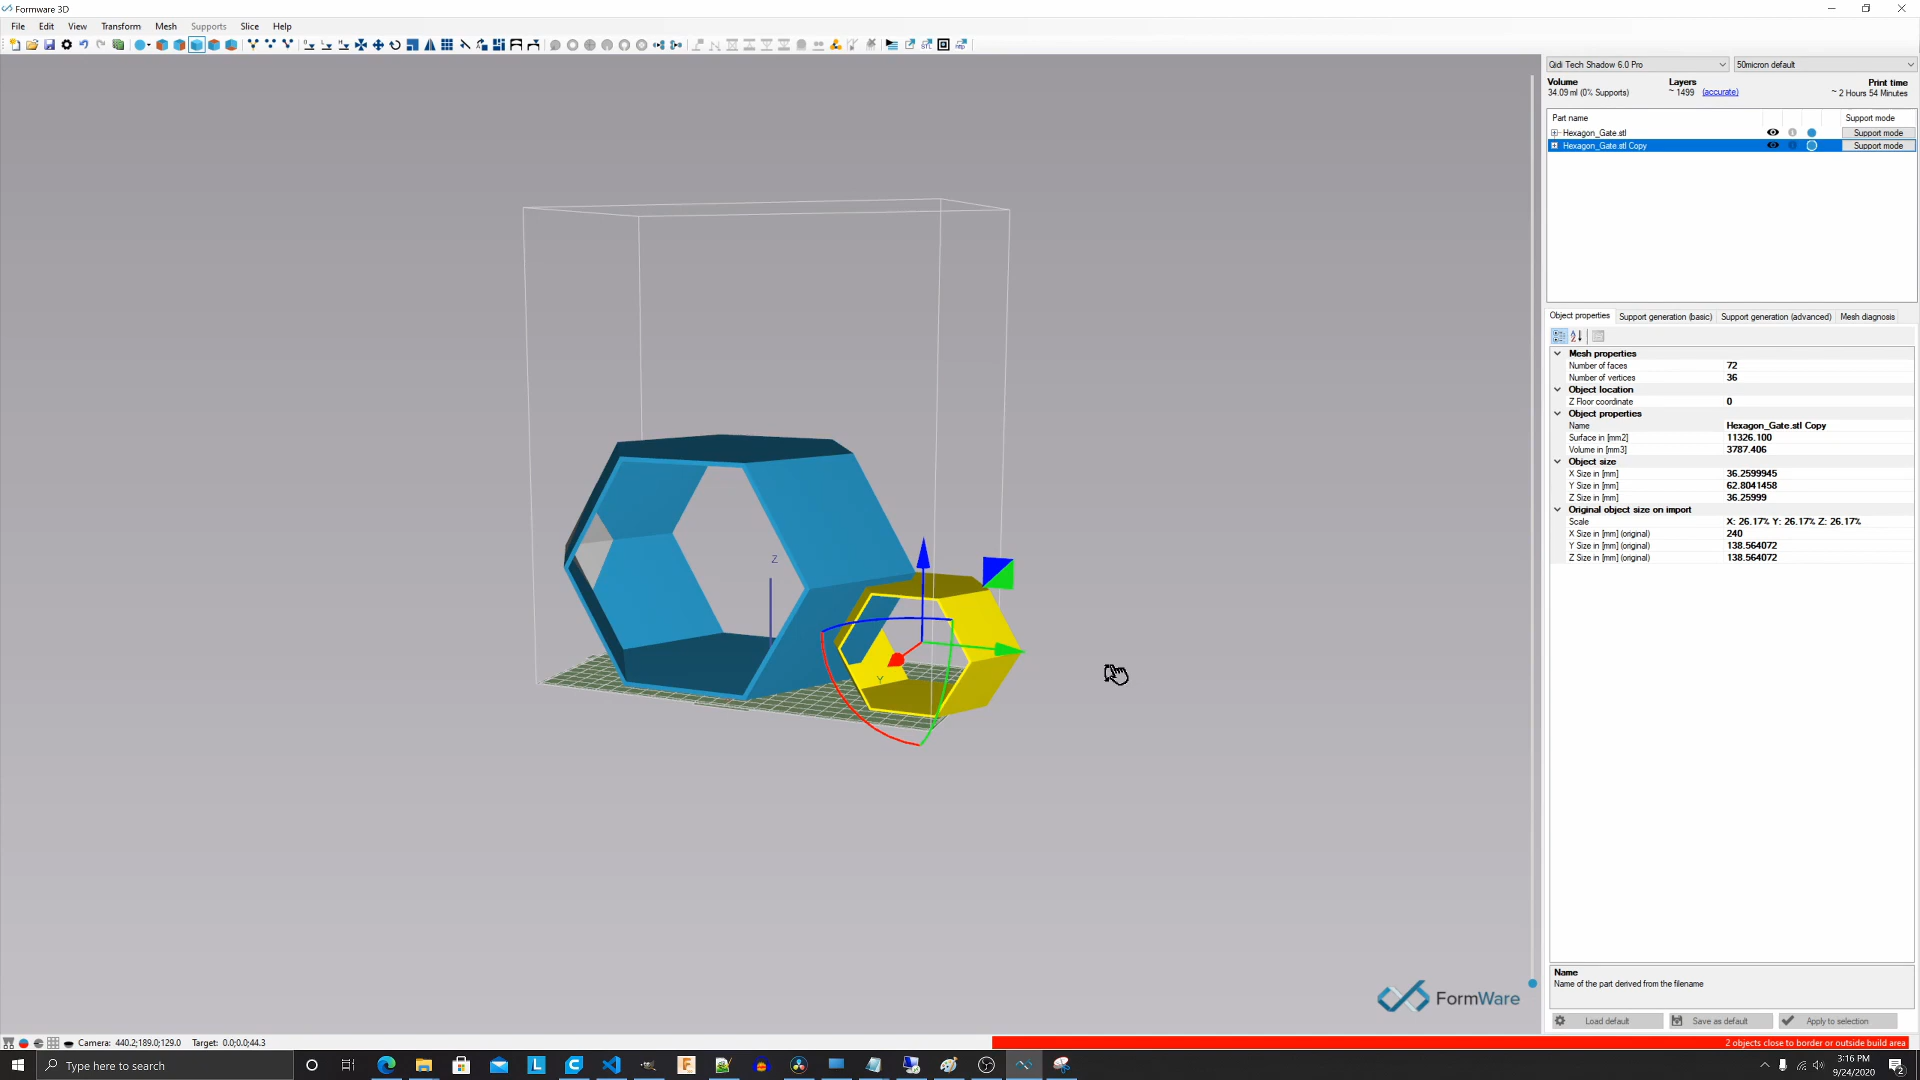 Formware 3D
File Edit View Transform Mesh Supports Slice Help
Qidi Tech Shadow 6.0 Pro 50micron default
Volume Layers Print time
34.09 ml (0% Supports) ~ 1499 (accurate) ~ 2 Hours 54 Minutes
Part name Support mode
Hexagon_Gate.stl Support mode
Hexagon_Gate.stl Copy Support mode
Object properties Support generation (basic) Support generation (advanced) Mesh diagnosis
Mesh properties
Number of faces 72
Number of vertices 36
Object location
Z Floor coordinate 0
Object properties
Name Hexagon_Gate.stl Copy
Surface in [mm2] 11326.100
Volume in [mm3] 3787.406
Object size
X Size in [mm] 36.2599945
Y Size in [mm] 62.8041458
Z Size in [mm] 36.25999
Original object size on import
Scale X: 26.17% Y: 26.17% Z: 26.17%
X Size in [mm] (original) 240
Y Size in [mm] (original) 138.564072
Z Size in [mm] (original) 138.564072
Z
Y
Name
Name of the part derived from the filename
FormWare
Load default Save as default Apply to selection
Camera: 440.2;189.0;129.0 Target: 0.0;0.0;44.3
2 objects close to border or outside build area
Type here to search
3:16 PM
9/24/2020